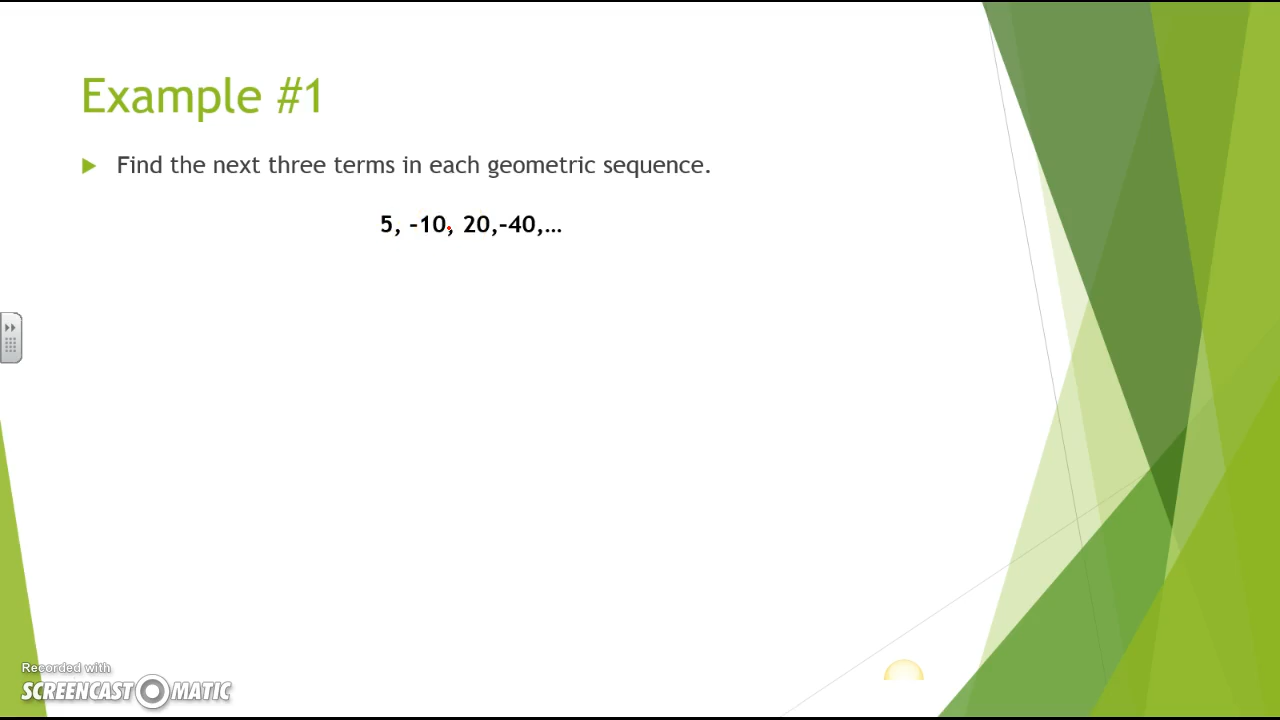 Example #1
Find the next three terms in each geometric sequence.
5, -10, 20,-40,…
Recorded with
SCREENCAST-O-MATIC